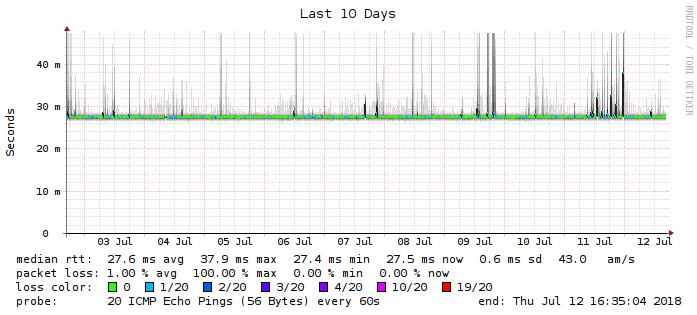 Last 10 Days
RRDTOOL / TOBI OETIKER
Seconds
40 m
30 m
20 m
10 m
0
03 Jul 04 Jul 05 Jul 06 Jul 07 Jul 08 Jul 09 Jul 10 Jul 11 Jul 12 Jul
median rtt: 27.6 ms avg 37.9 ms max 27.4 ms min 27.5 ms now 0.6 ms sd 43.0 am/s
packet loss: 1.00 % avg 100.00 % max 0.00 % min 0.00 % now
loss color: 0 1/20 2/20 3/20 4/20 10/20 19/20
probe: 20 ICMP Echo Pings (56 Bytes) every 60s end: Thu Jul 12 16:35:04 2018